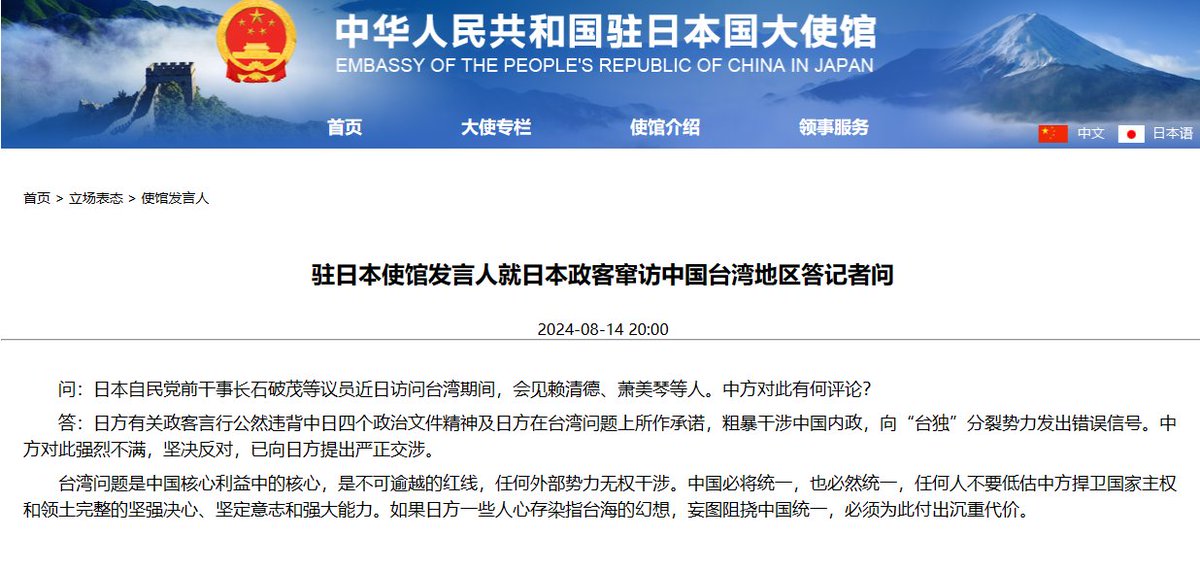 中华人民共和国驻日本国大使馆
EMBASSY OF THE PEOPLE'S REPUBLIC OF CHINA IN JAPAN
首页 大使专栏 使馆介绍 领事服务 中文 日本语
首页 > 立场表态 > 使馆发言人
驻日本使馆发言人就日本政客窜访中国台湾地区答记者问
2024-08-14 20:00
问：日本自民党前干事长石破茂等议员近日访问台湾期间，会见赖清德、萧美琴等人。中方对此有何评论？
答：日方有关政客言行公然违背中日四个政治文件精神及日方在台湾问题上所作承诺，粗暴干涉中国内政，向“台独”分裂势力发出错误信号。中
方对此强烈不满，坚决反对，已向日方提出严正交涉。
台湾问题是中国核心利益中的核心，是不可逾越的红线，任何外部势力无权干涉。中国必将统一，也必然统一，任何人不要低估中方捍卫国家主权
和领土完整的坚强决心、坚定意志和强大能力。如果日方一些人心存染指台海的幻想，妄图阻挠中国统一，必须为此付出沉重代价。